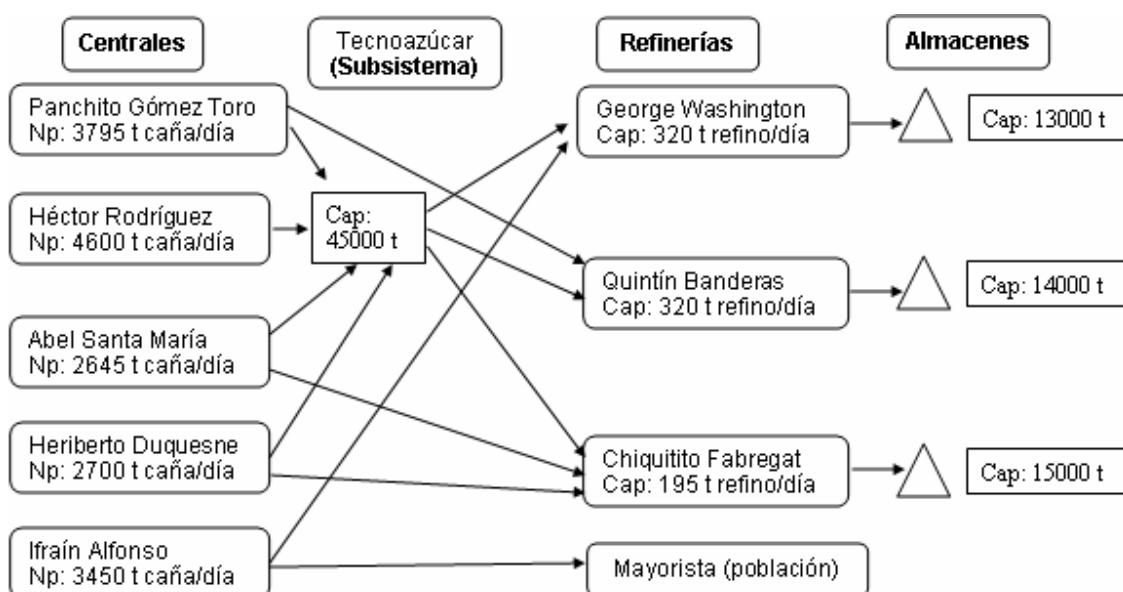 Centrales
Tecnoazúcar
(Subsistema)
Refinerías
Almacenes
Panchito Gómez Toro
Np: 3795 t caña/día
George Washington
Cap: 320 t refino/día
Cap: 13000 t
Héctor Rodríguez
Np: 4600 t caña/día
Cap:
45000 t
Quintín Banderas
Cap: 320 t refino/día
Cap: 14000 t
Abel Santa María
Np: 2645 t caña/día
Heriberto Duquesne
Np: 2700 t caña/día
Chiquitito Fabregat
Cap: 195 t refino/día
Cap: 15000 t
Ifraín Alfonso
Np: 3450 t caña/día
Mayorista (población)